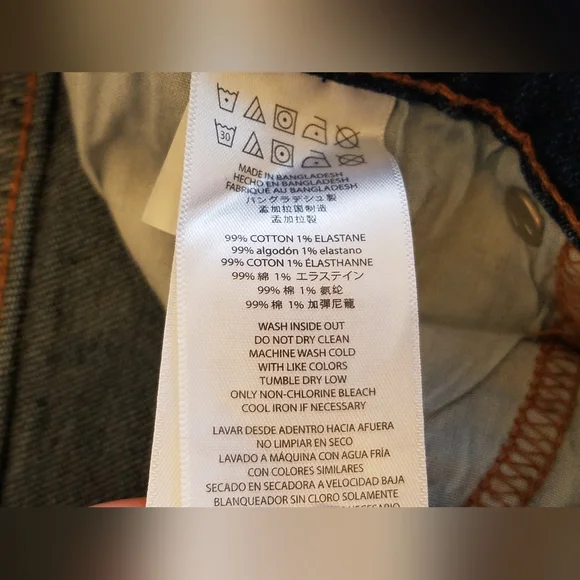 30
MADE IN BANGLADESH
HECHO EN BANGLADESH
FABRIQUÉ AU BANGLADESH
バングラデシュ製
孟加拉国制造
孟加拉製
99% COTTON 1% ELASTANE
99% algodón 1% elastano
99% COTON 1% ÉLASTHANNE
99% 綿 1% エラステイン
99% 棉 1% 氨纶
99% 棉 1% 加彈尼龍
WASH INSIDE OUT
DO NOT DRY CLEAN
MACHINE WASH COLD
WITH LIKE COLORS
TUMBLE DRY LOW
ONLY NON-CHLORINE BLEACH
COOL IRON IF NECESSARY
LAVAR DESDE ADENTRO HACIA AFUERA
NO LIMPIAR EN SECO
LAVADO A MÁQUINA CON AGUA FRÍA
CON COLORES SIMILARES
SECADO EN SECADORA A VELOCIDAD BAJA
BLANQUEADOR SIN CLORO SOLAMENTE